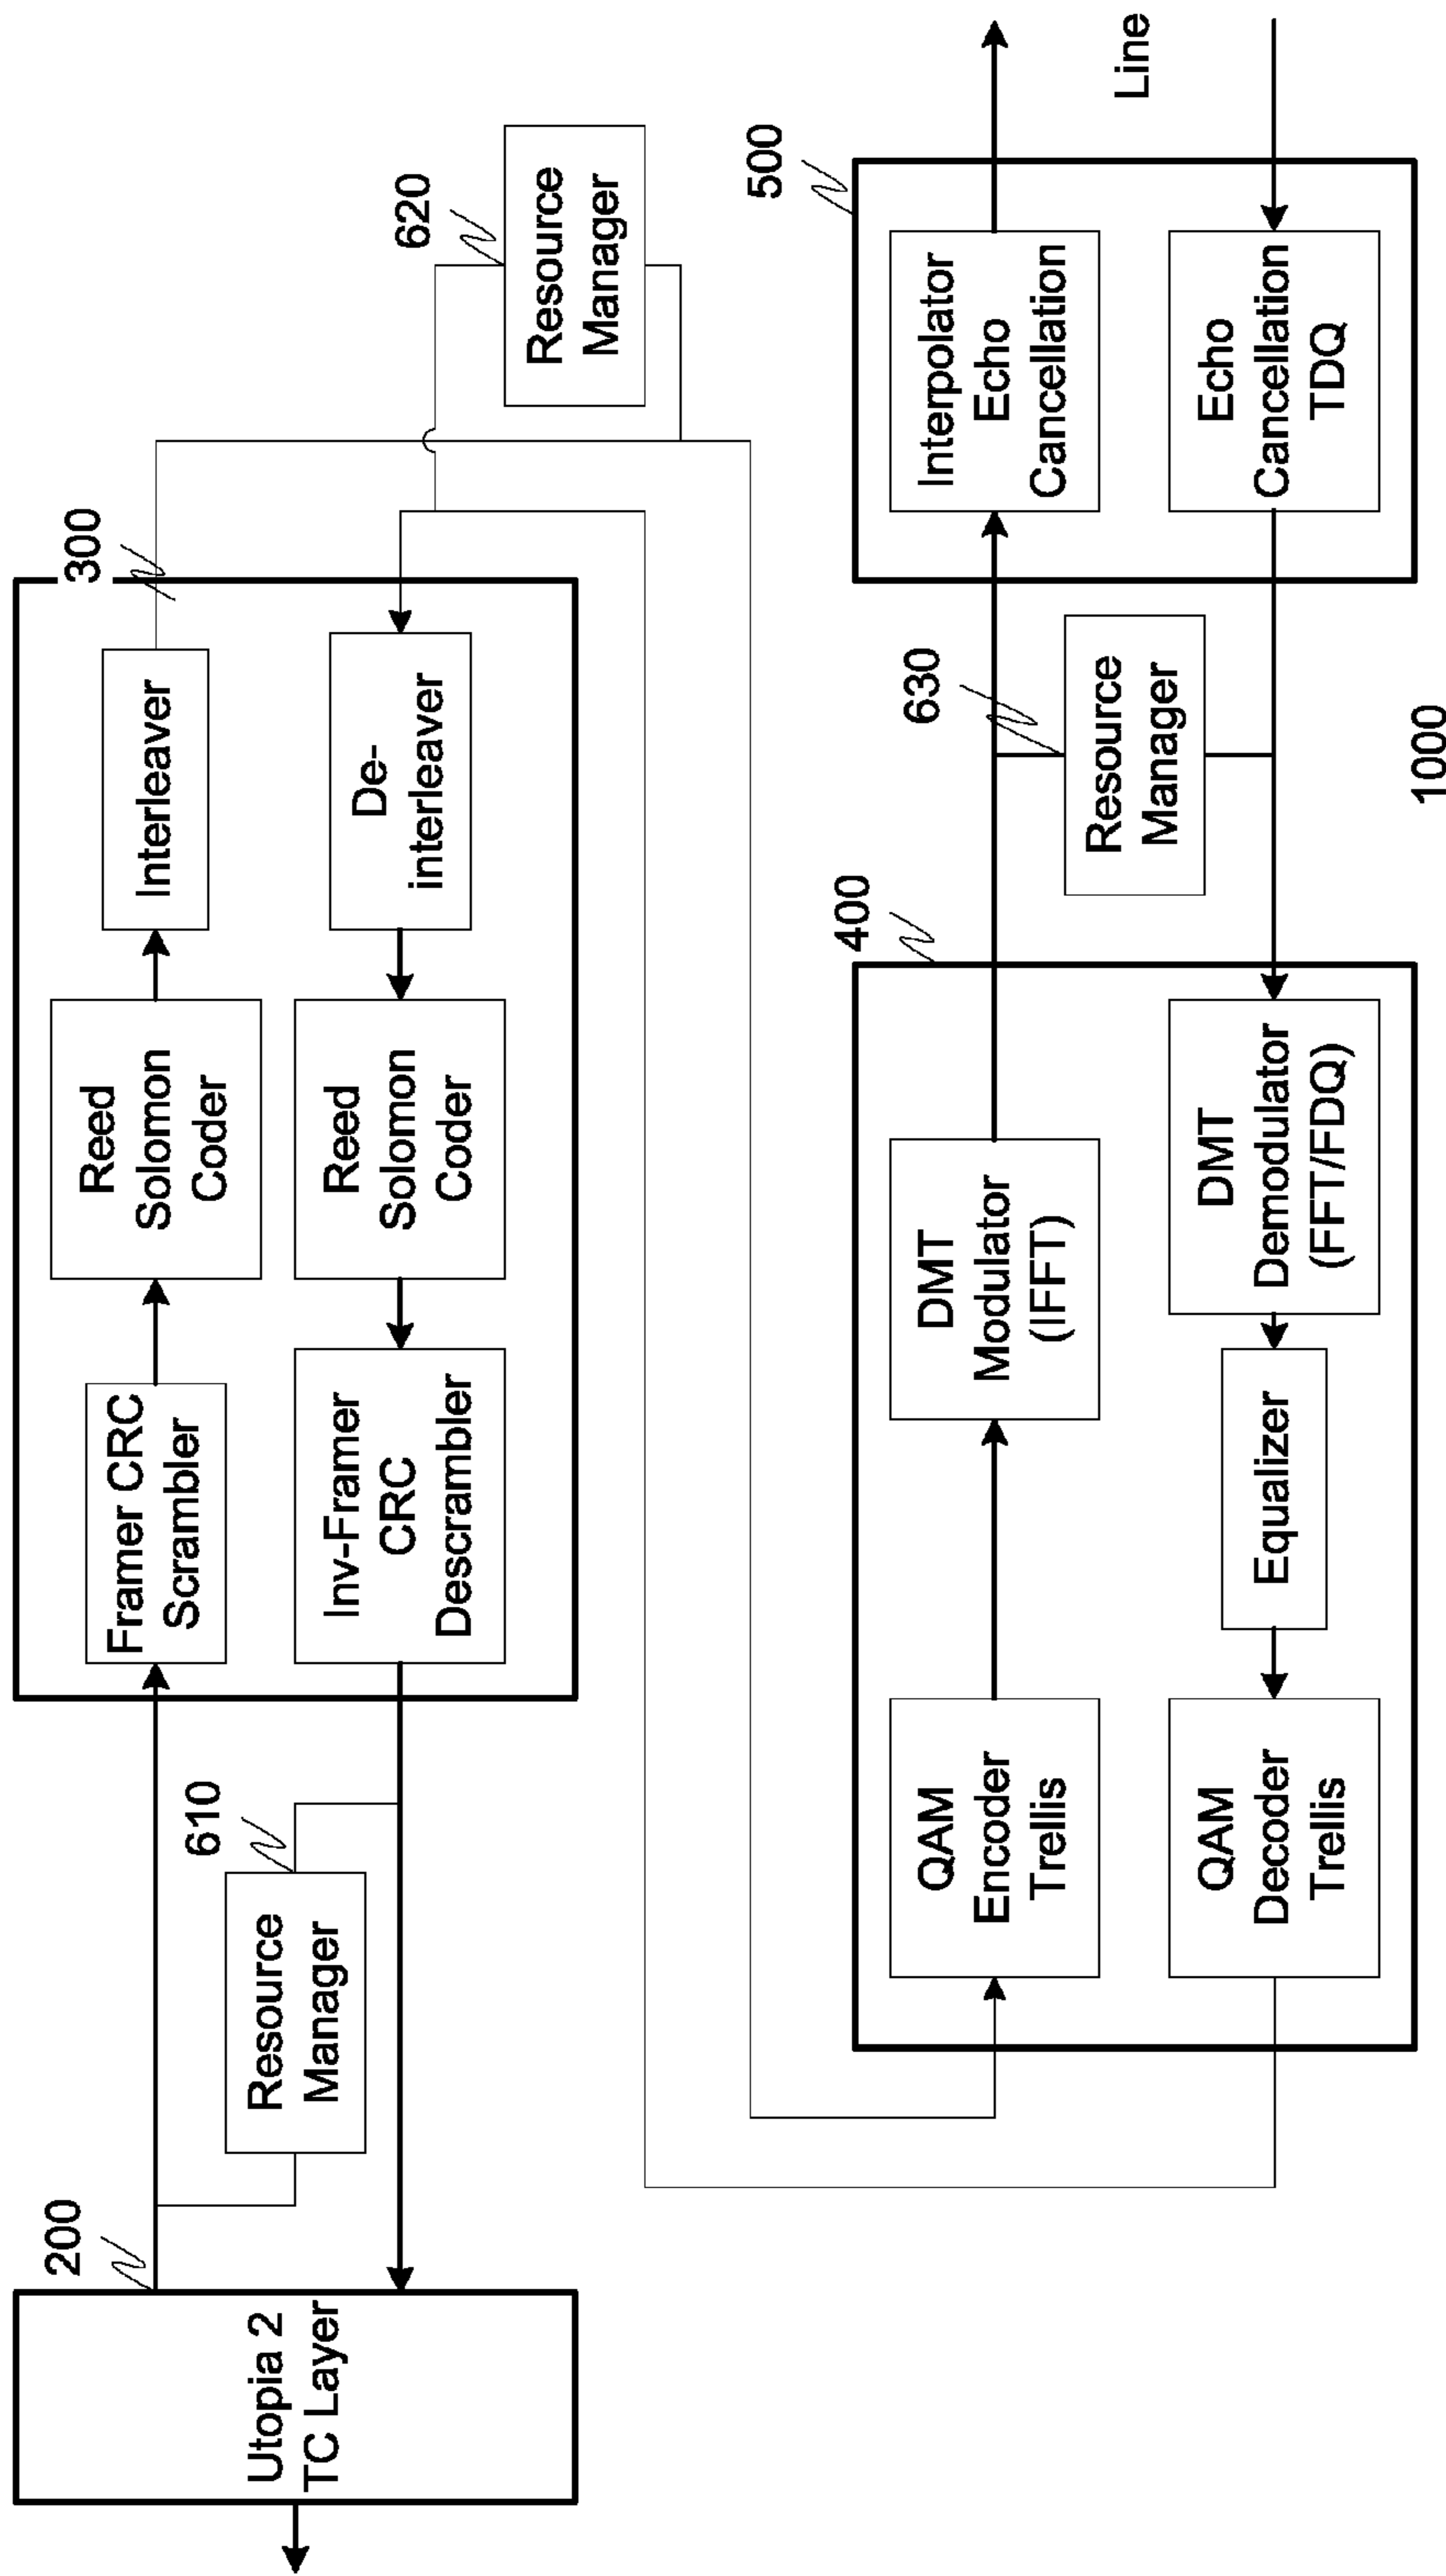 200
Utopia 2
TC Layer
610
Resource
Manager
300
Framer CRC
Scrambler
Reed
Solomon
Coder
Interleaver
Inv-Framer
CRC
Descrambler
Reed
Solomon
Coder
De-
interleaver
620
Resource
Manager
400
QAM
Encoder
Trellis
DMT
Modulator
(IFFT)
QAM
Decoder
Trellis
Equalizer
DMT
Demodulator
(FFT/FDQ)
630
Resource
Manager
500
Interpolator
Echo
Cancellation
Echo
Cancellation
TDQ
Line
1000